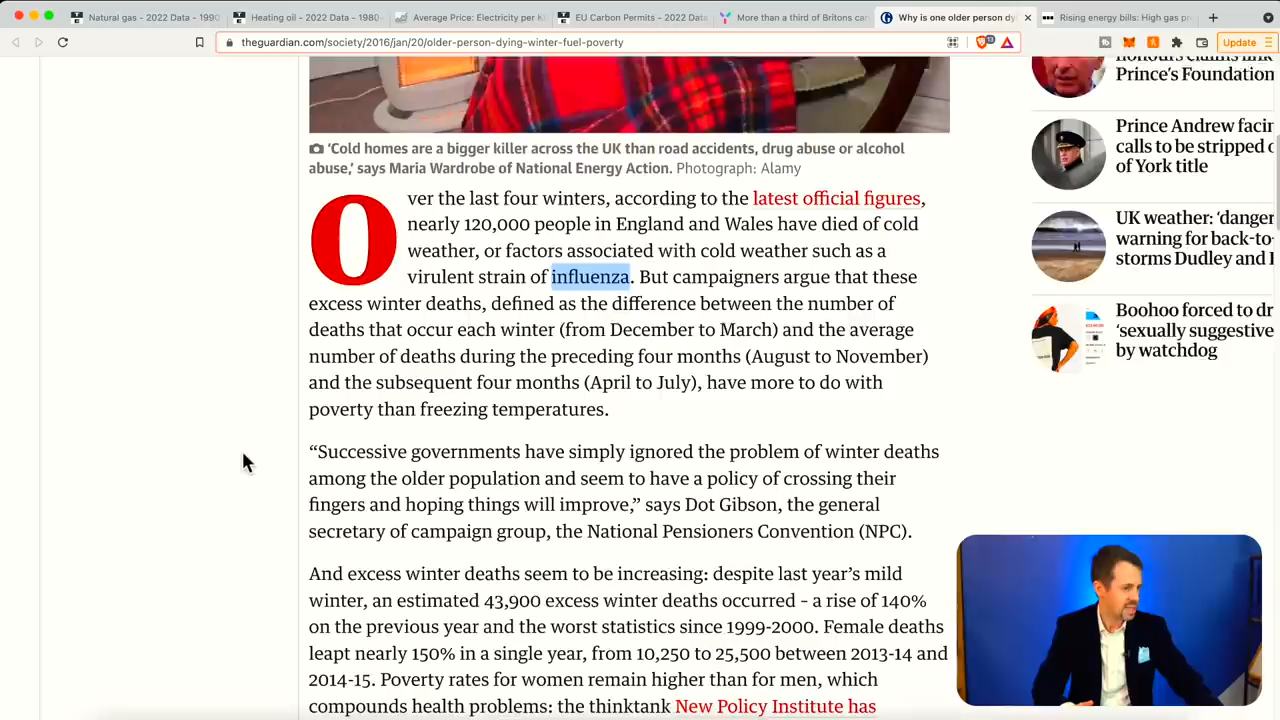 Natural gas - 2022 Data - 1990
Heating oil - 2022 Data - 1980-
Average Price: Electricity per Ki
EU Carbon Permits - 2022 Data
More than a third of Britons can
Why is one older person dy
Rising energy bills: High gas pr
theguardian.com/society/2016/jan/20/older-person-dying-winter-fuel-poverty
Update
‘Cold homes are a bigger killer across the UK than road accidents, drug abuse or alcohol
abuse,’ says Maria Wardrobe of National Energy Action. Photograph: Alamy
Over the last four winters, according to the latest official figures,
nearly 120,000 people in England and Wales have died of cold
weather, or factors associated with cold weather such as a
virulent strain of influenza. But campaigners argue that these
excess winter deaths, defined as the difference between the number of
deaths that occur each winter (from December to March) and the average
number of deaths during the preceding four months (August to November)
and the subsequent four months (April to July), have more to do with
poverty than freezing temperatures.
“Successive governments have simply ignored the problem of winter deaths
among the older population and seem to have a policy of crossing their
fingers and hoping things will improve,” says Dot Gibson, the general
secretary of campaign group, the National Pensioners Convention (NPC).
And excess winter deaths seem to be increasing: despite last year’s mild
winter, an estimated 43,900 excess winter deaths occurred – a rise of 140%
on the previous year and the worst statistics since 1999-2000. Female deaths
leapt nearly 150% in a single year, from 10,250 to 25,500 between 2013-14 and
2014-15. Poverty rates for women remain higher than for men, which
compounds health problems: the thinktank New Policy Institute has
honours claims link
Prince’s Foundation
Prince Andrew facin
calls to be stripped o
of York title
UK weather: ‘danger
warning for back-to-
storms Dudley and E
Boohoo forced to dr
‘sexually suggestive
by watchdog